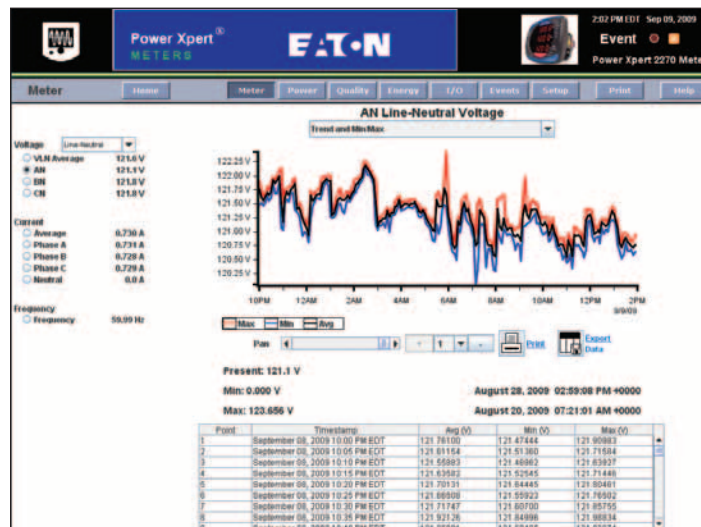 Power Xpert®
METERS
EATON
2:02 PM EDT Sep 09, 2009
Event
Power Xpert 2270 Mete
Meter
Home
Meter
Power
Quality
Energy
I/O
Events
Setup
Print
Help
AN Line-Neutral Voltage
Trend and Min/Max
Voltage Line-Neutral
VLN Average 121.6 V
AN 121.1 V
BN 121.8 V
CN 121.8 V
Current
Average 0.730 A
Phase A 0.731 A
Phase B 0.728 A
Phase C 0.729 A
Neutral 0.0 A
Frequency
Frequency 59.99 Hz
122.25 V
122.00 V
121.75 V
121.50 V
121.25 V
121.00 V
120.75 V
120.50 V
120.25 V
10PM 12AM 2AM 4AM 6AM 8AM 10AM 12PM 2PM
9/9/09
Max Min Avg
Pan
1
Print
Export
Data
Present: 121.1 V
Min: 0.000 V August 28, 2009 02:59:08 PM +0000
Max: 123.656 V August 20, 2009 07:21:01 AM +0000
Point Timestamp Avg (V) Min (V) Max (V)
1 September 08, 2009 10:00 PM EDT 121.76100 121.47444 121.90983
2 September 08, 2009 10:05 PM EDT 121.61154 121.51360 121.71584
3 September 08, 2009 10:10 PM EDT 121.55883 121.46962 121.63937
4 September 08, 2009 10:15 PM EDT 121.63582 121.52545 121.71446
5 September 08, 2009 10:20 PM EDT 121.70131 121.64445 121.80461
6 September 08, 2009 10:25 PM EDT 121.66508 121.55923 121.76502
7 September 08, 2009 10:30 PM EDT 121.71747 121.60700 121.85755
8 September 08, 2009 10:35 PM EDT 121.92126 121.84996 121.98834